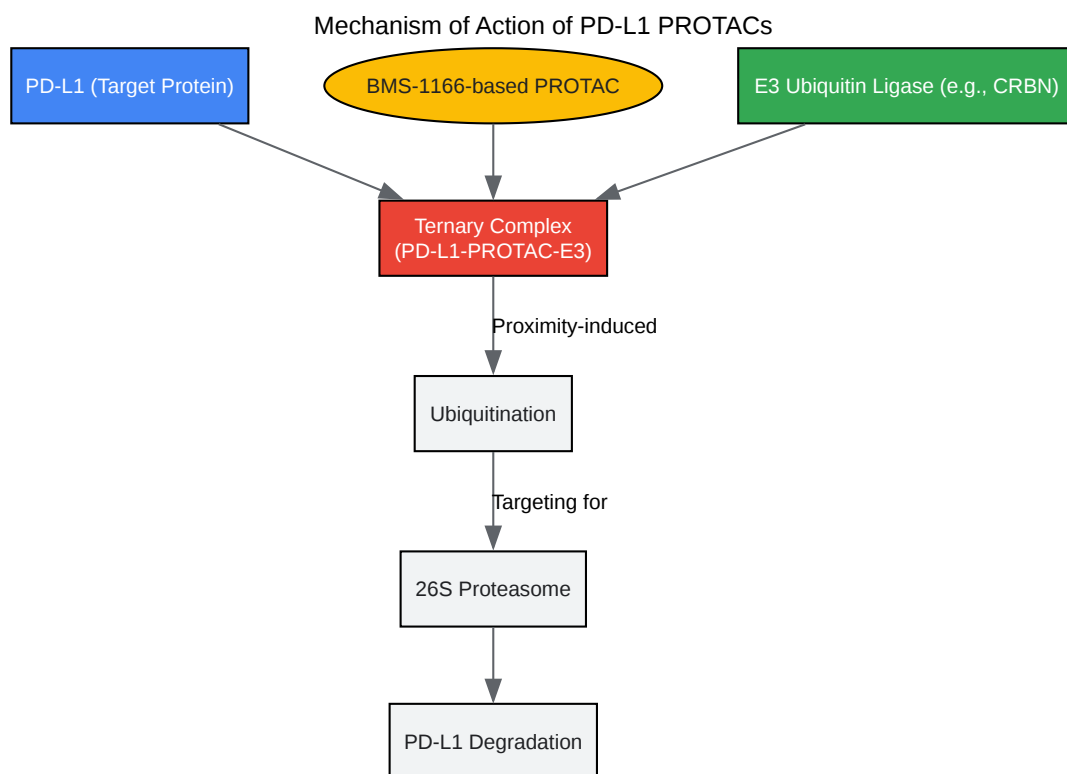 Mechanism of Action of PD-L1 PROTACs
PD-L1 (Target Protein)
BMS-1166-based PROTAC
E3 Ubiquitin Ligase (e.g., CRBN)
Ternary Complex
(PD-L1-PROTAC-E3)
Proximity-induced
Ubiquitination
Targeting for
26S Proteasome
PD-L1 Degradation